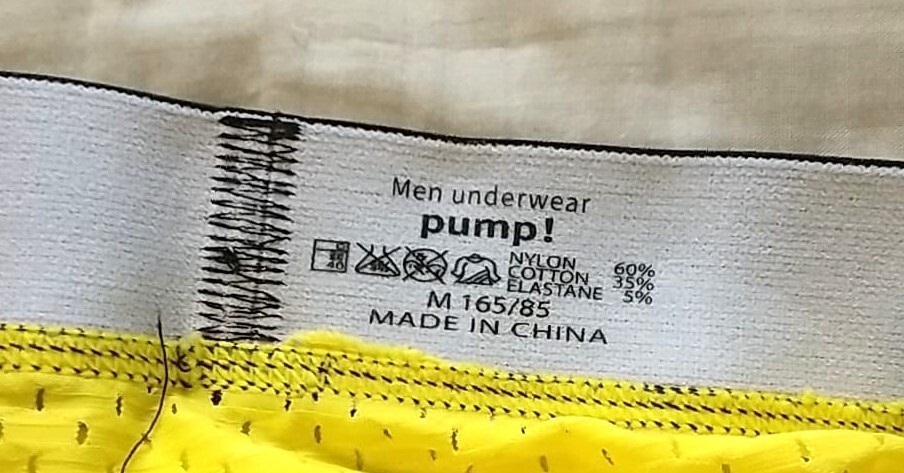 Men underwear
pump!
NYLON 60%
COTTON 35%
ELASTANE 5%
M 165/85
MADE IN CHINA